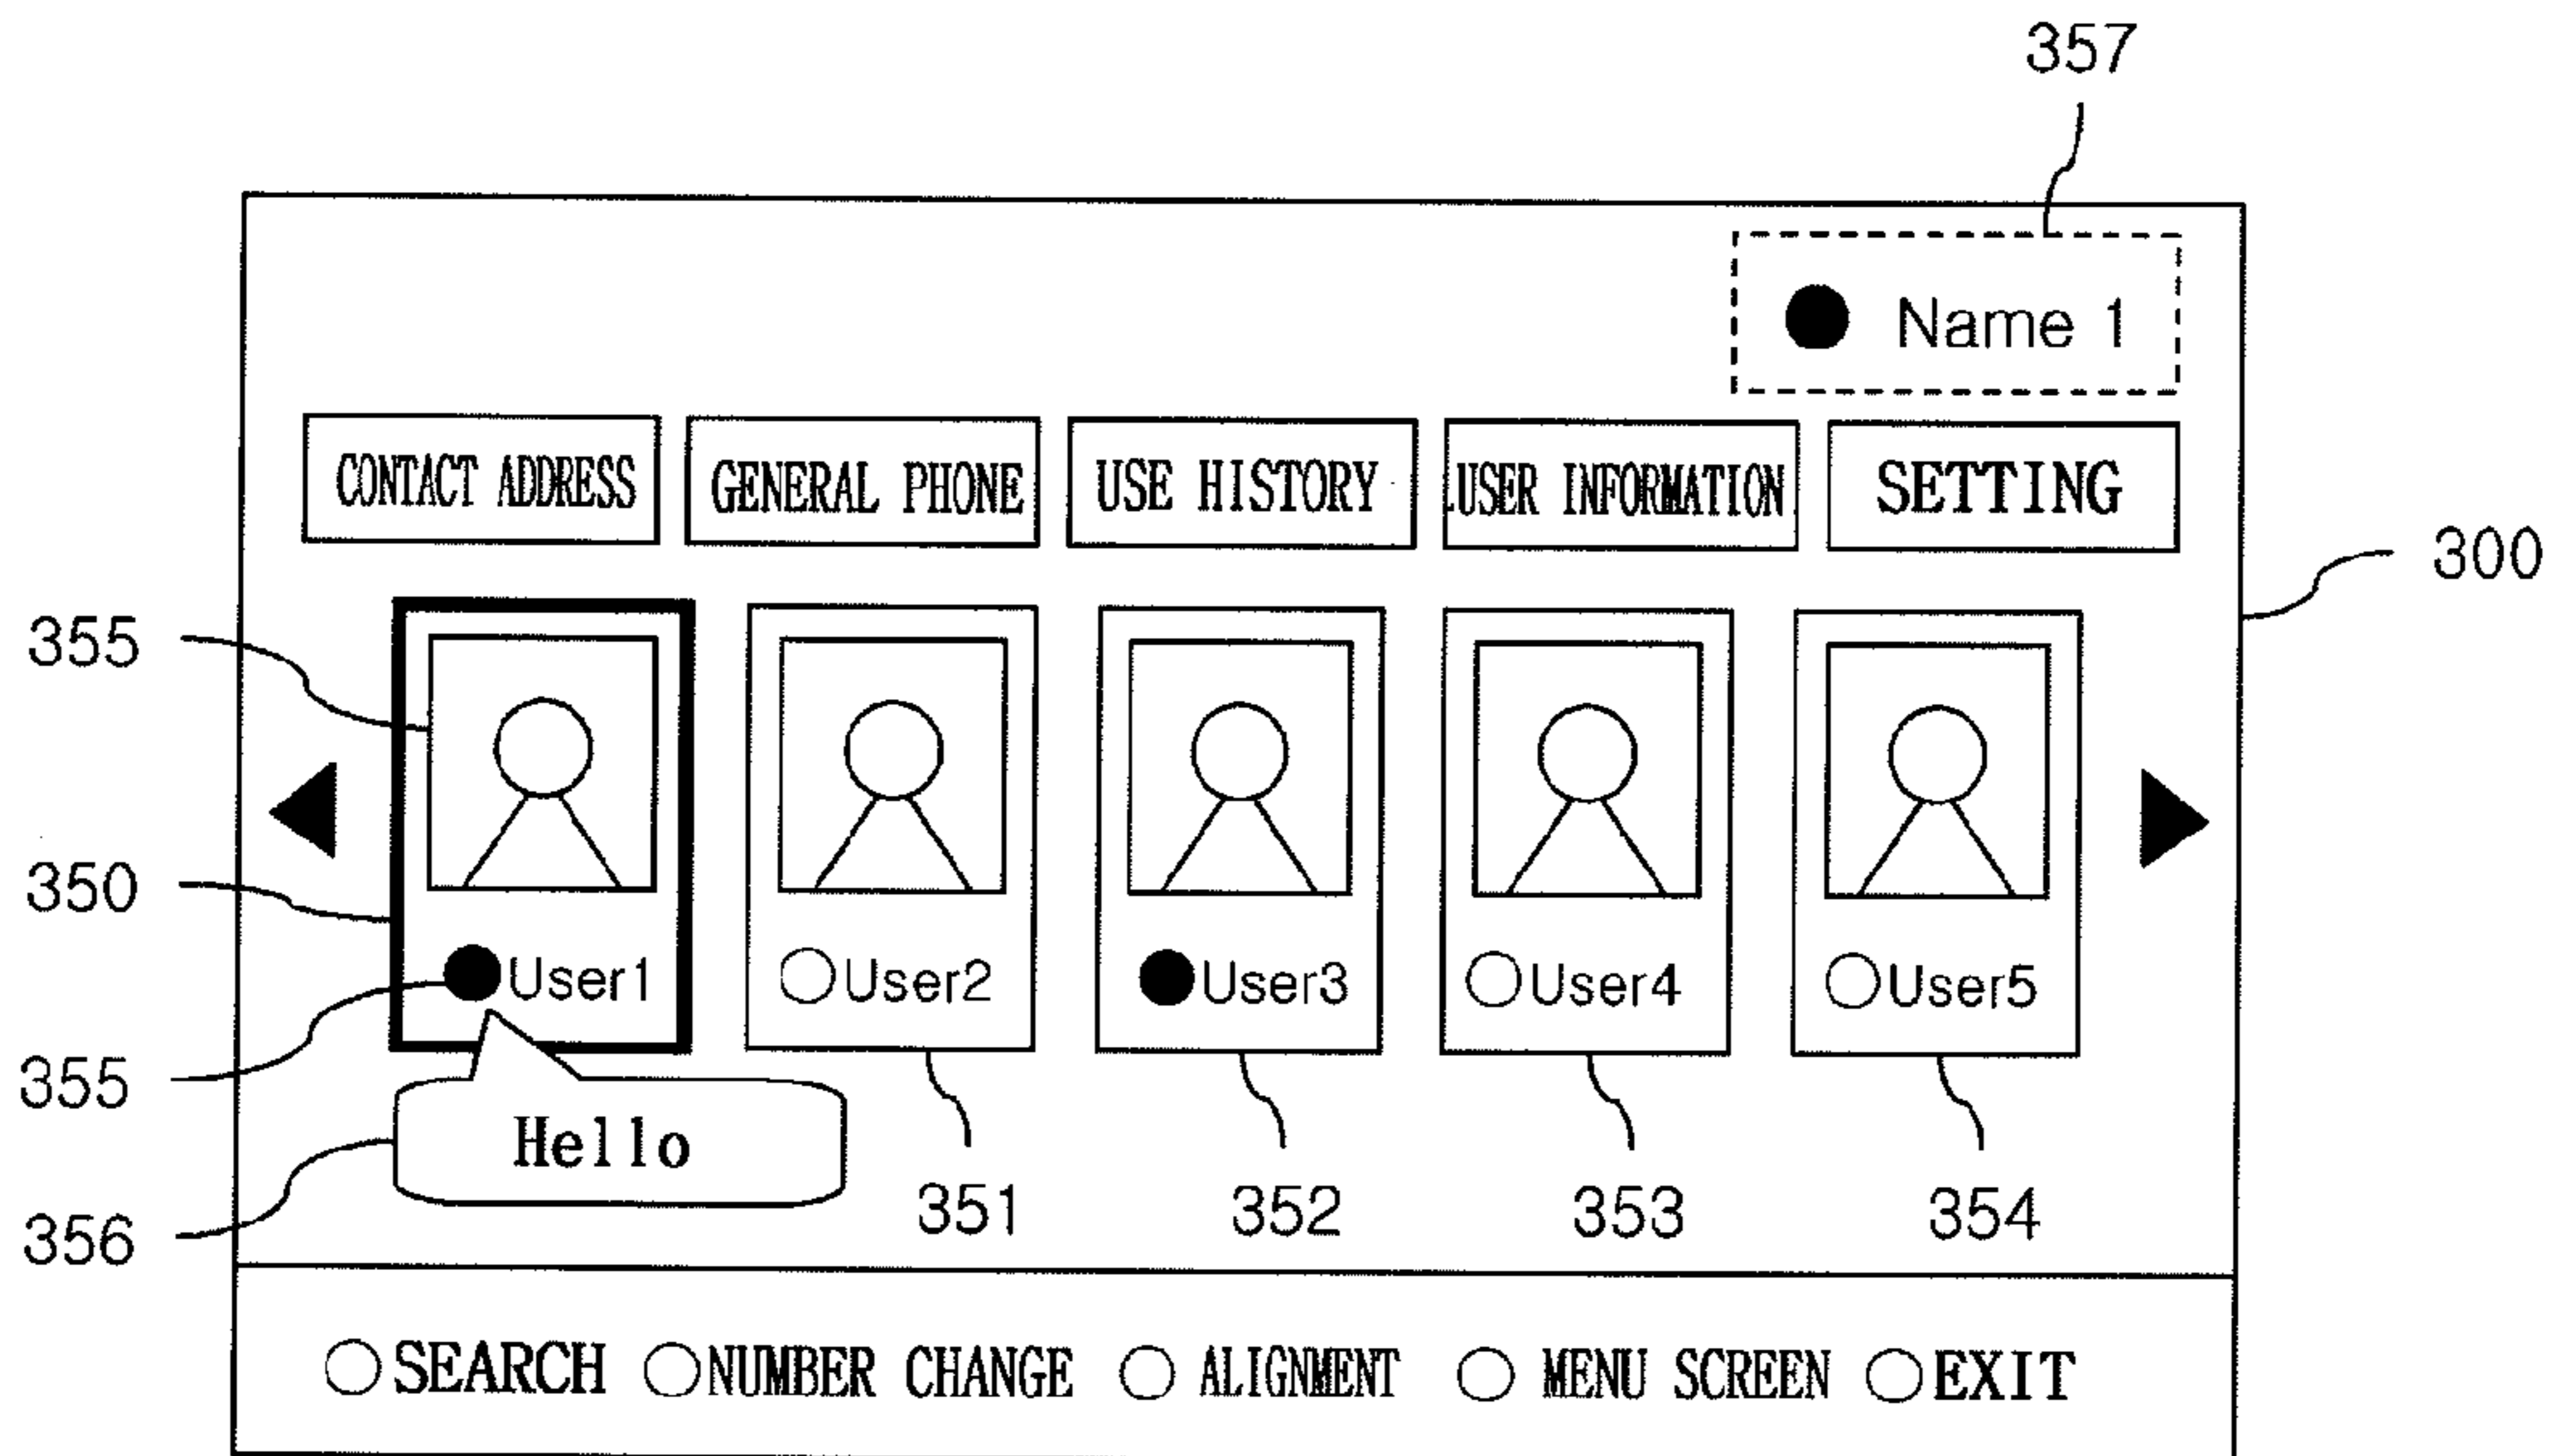 357
Name 1
CONTACT ADDRESS GENERAL PHONE USE HISTORY USER INFORMATION SETTING
300
355
350
User1 User2 User3 User4 User5
355
Hello
351 352 353 354
356
SEARCH NUMBER CHANGE ALIGNMENT MENU SCREEN EXIT